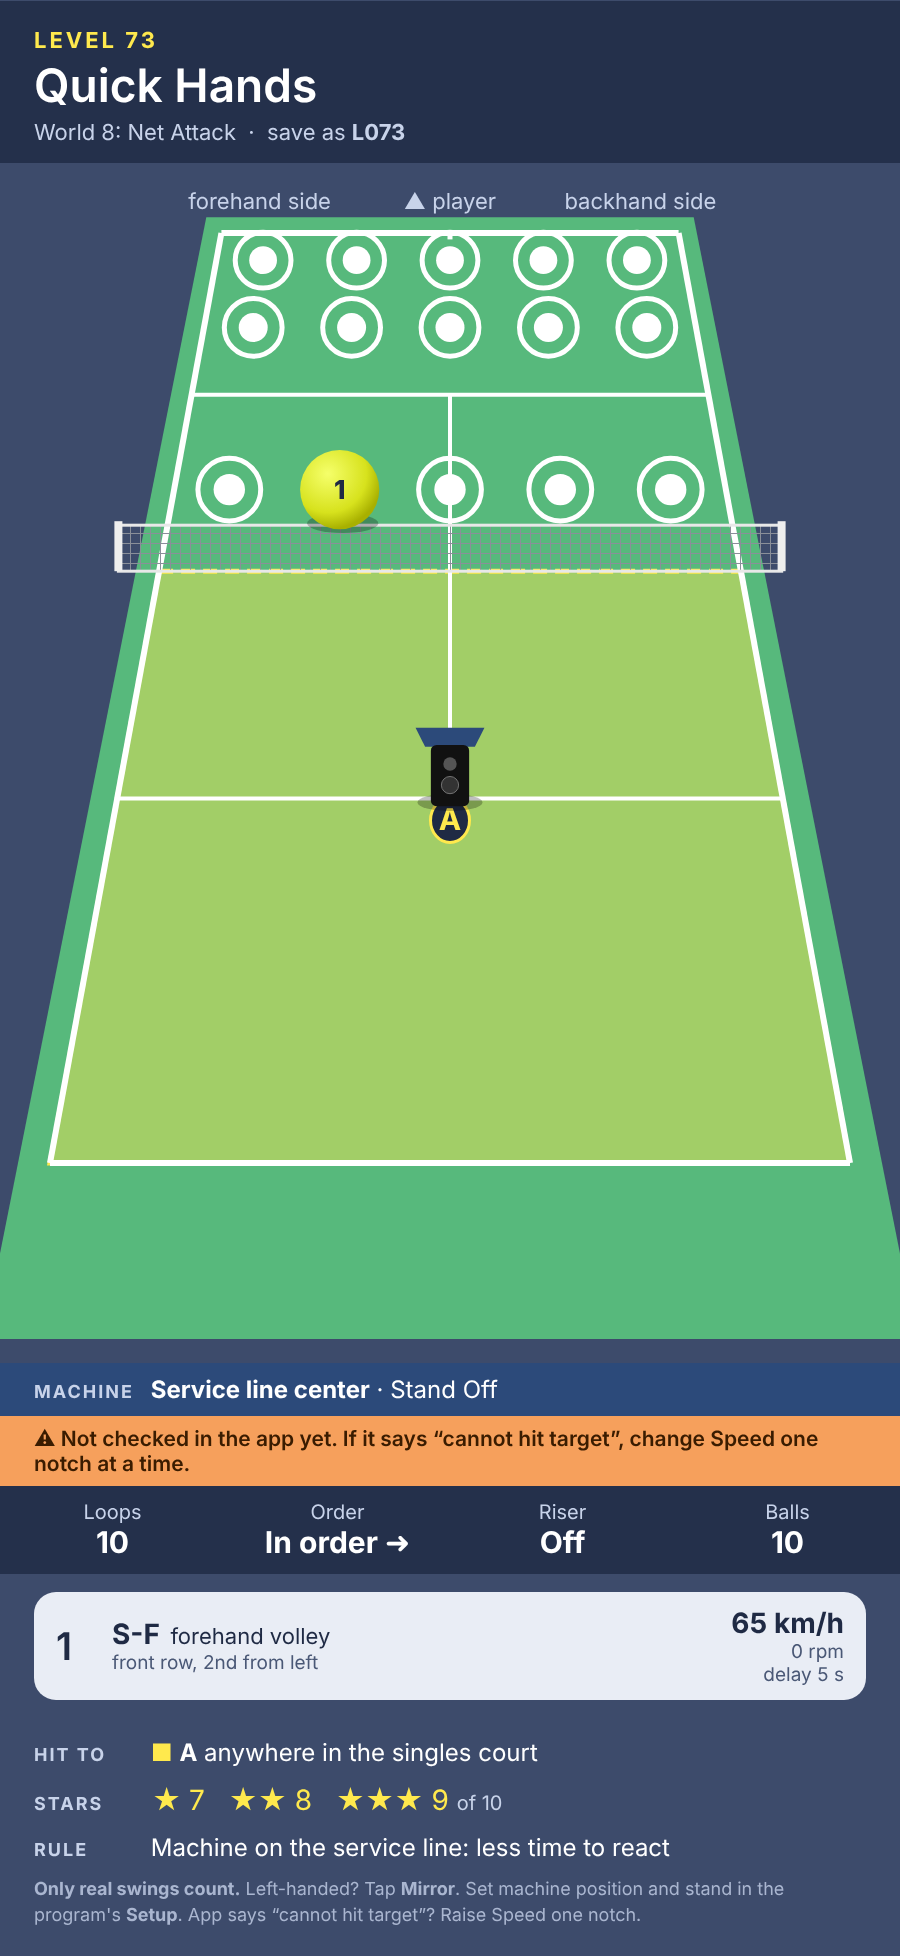 LEVEL 73
Quick Hands
World 8: Net Attack · save as L073
forehand side ▲ player backhand side
1
A
MACHINE Service line center · Stand Off
⚠ Not checked in the app yet. If it says “cannot hit target”, change Speed one
notch at a time.
Loops Order Riser Balls
10 In order → Off 10
1 S-F forehand volley 65 km/h
front row, 2nd from left 0 rpm
delay 5 s
HIT TO ■ A anywhere in the singles court
STARS ★ 7 ★★ 8 ★★★ 9 of 10
RULE Machine on the service line: less time to react
Only real swings count. Left-handed? Tap Mirror. Set machine position and stand in the
program's Setup. App says “cannot hit target”? Raise Speed one notch.